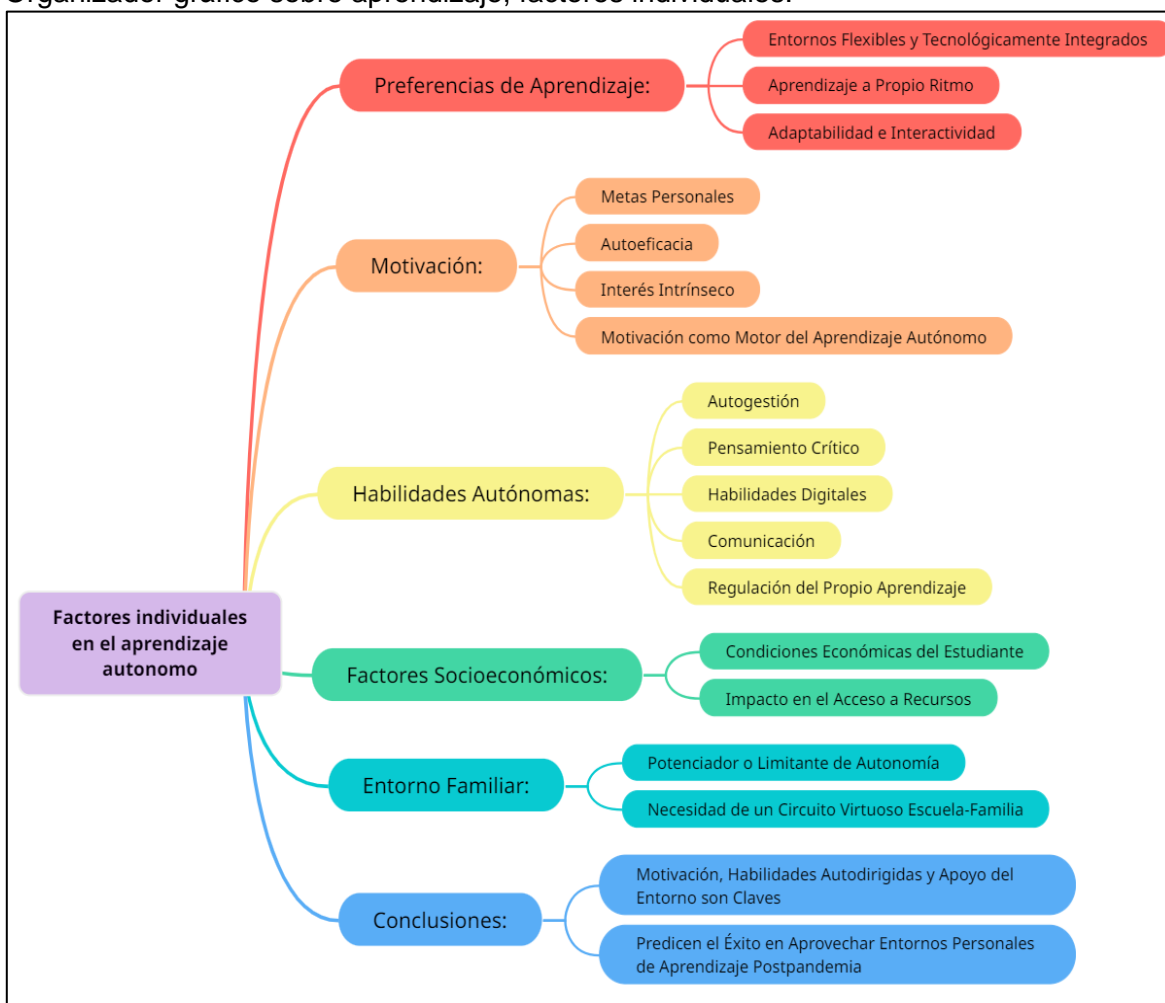 Preferencias de Aprendizaje:
Entornos Flexibles y Tecnológicamente Integrados
Aprendizaje a Propio Ritmo
Adaptabilidad e Interactividad
Motivación:
Metas Personales
Autoeficacia
Interés Intrínseco
Motivación como Motor del Aprendizaje Autónomo
Habilidades Autónomas:
Autogestión
Pensamiento Crítico
Habilidades Digitales
Comunicación
Regulación del Propio Aprendizaje
Factores individuales
en el aprendizaje
autonomo
Factores Socioeconómicos:
Condiciones Económicas del Estudiante
Impacto en el Acceso a Recursos
Entorno Familiar:
Potenciador o Limitante de Autonomía
Necesidad de un Circuito Virtuoso Escuela-Familia
Conclusiones:
Motivación, Habilidades Autodirigidas y Apoyo del
Entorno son Claves
Predicen el Éxito en Aprovechar Entornos Personales
de Aprendizaje Postpandemia